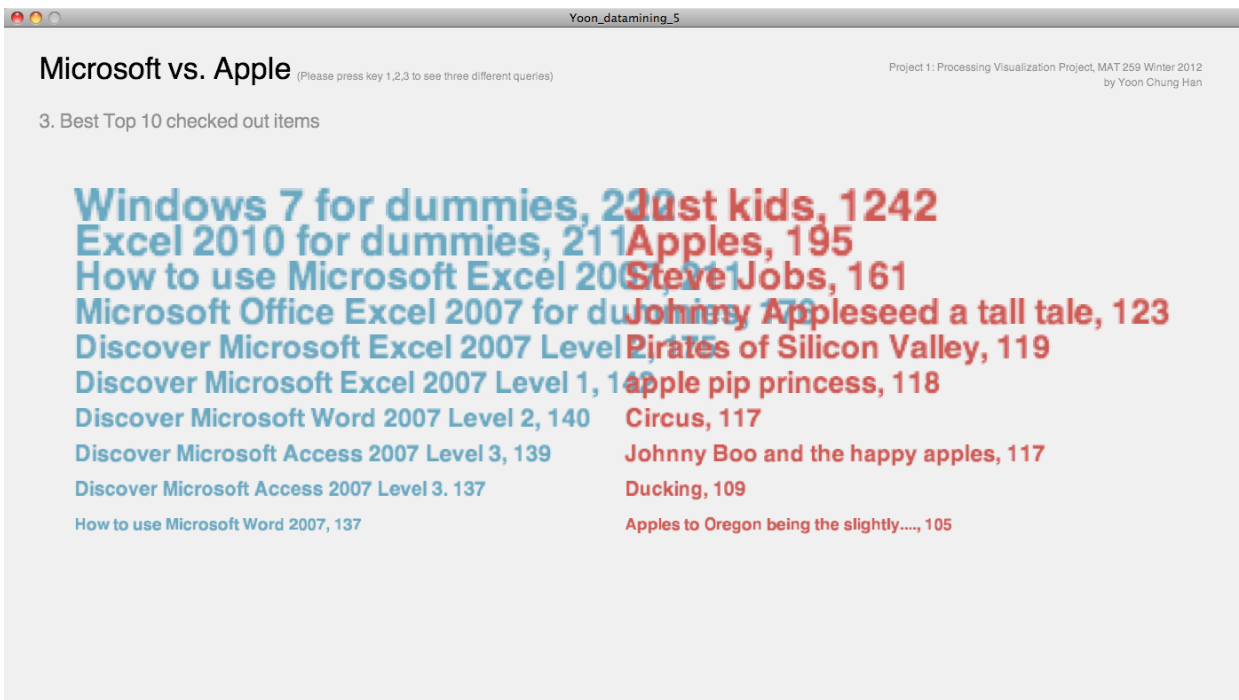 Yoon_datamining_5
Microsoft vs. Apple (Please press key 1,2,3 to see three different queries)
Project 1: Processing Visualization Project, MAT 259 Winter 2012
by Yoon Chung Han
3. Best Top 10 checked out items
Windows 7 for dummies,
Excel 2010 for dummies, 211
How to use Microsoft Excel 2007, 211
Microsoft Office Excel 2007 for dummies,
Discover Microsoft Excel 2007 Level 2, 175
Discover Microsoft Excel 2007 Level 1,
Discover Microsoft Word 2007 Level 2, 140
Discover Microsoft Access 2007 Level 3, 139
Discover Microsoft Access 2007 Level 3. 137
How to use Microsoft Word 2007, 137
Just kids, 1242
Apples, 195
Steve Jobs, 161
Johnny Appleseed a tall tale, 123
Pirates of Silicon Valley, 119
apple pip princess, 118
Circus, 117
Johnny Boo and the happy apples, 117
Ducking, 109
Apples to Oregon being the slightly...., 105